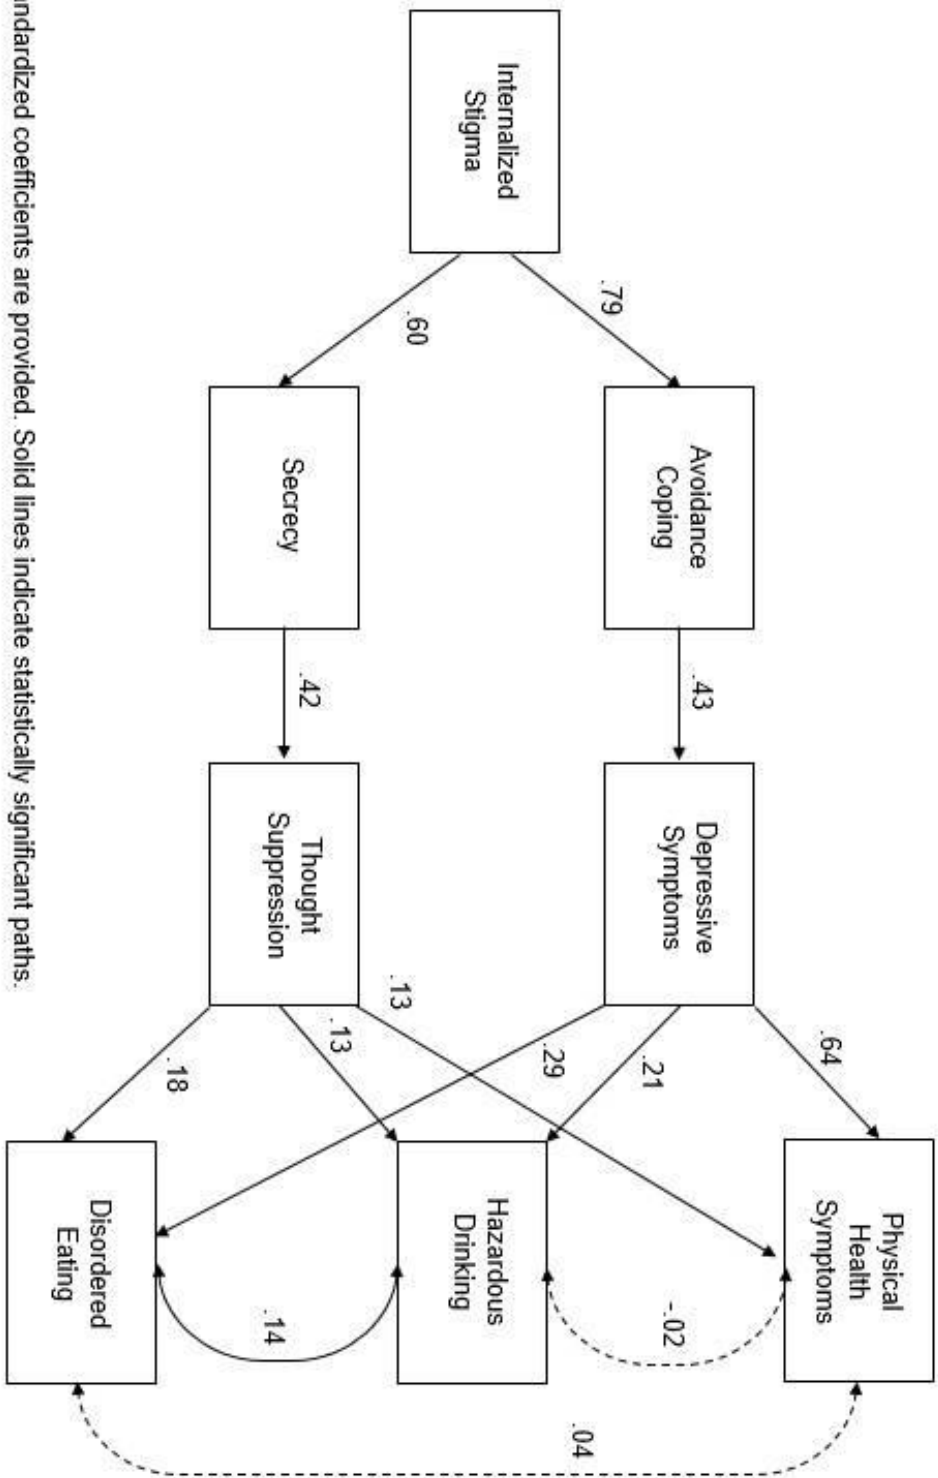 Internalized
Stigma
.79
.60
Avoidance
Coping
Secrecy
.43
.42
Depressive
Symptoms
Thought
Suppression
.64
.21
.29
.13
.13
.18
Physical
Health
Symptoms
Hazardous
Drinking
Disordered
Eating
-.02
.14
.04
ndardized coefficients are provided. Solid lines indicate statistically significant paths.